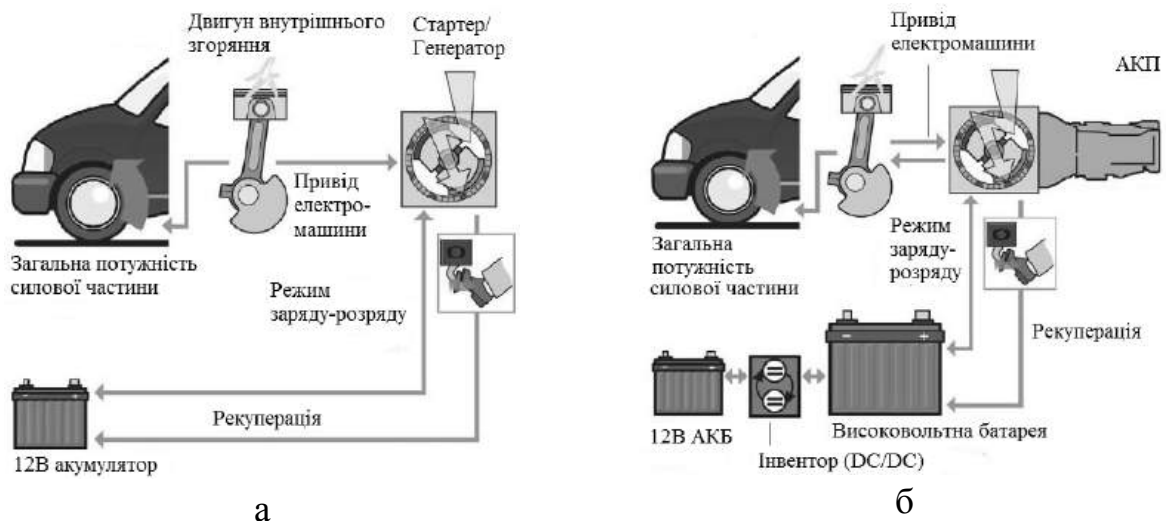 Двигун внутрішнього
згоряння
Стартер/
Генератор
Привід
електро-
машини
Загальна потужність
силової частини
Режим
заряду-розряду
Рекуперація
12В акумулятор
а
Привід
електромашини
АКП
Загальна
потужність
силової частини
Режим
заряду-
розряду
Рекуперація
12В АКБ
Високовольтна батарея
Інвентор (DC/DC)
б